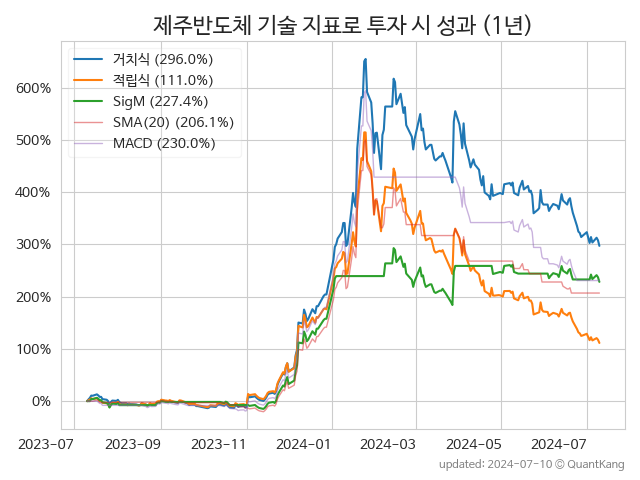 제주반도체 기술 지표로 투자 시 성과 (1년)
거치식 (296.0%)
적립식 (111.0%)
SigM (227.4%)
SMA(20) (206.1%)
MACD (230.0%)
600%
500%
400%
300%
200%
100%
0%
2023-07 2023-09 2023-11 2024-01 2024-03 2024-05 2024-07
updated: 2024-07-10 © QuantKang